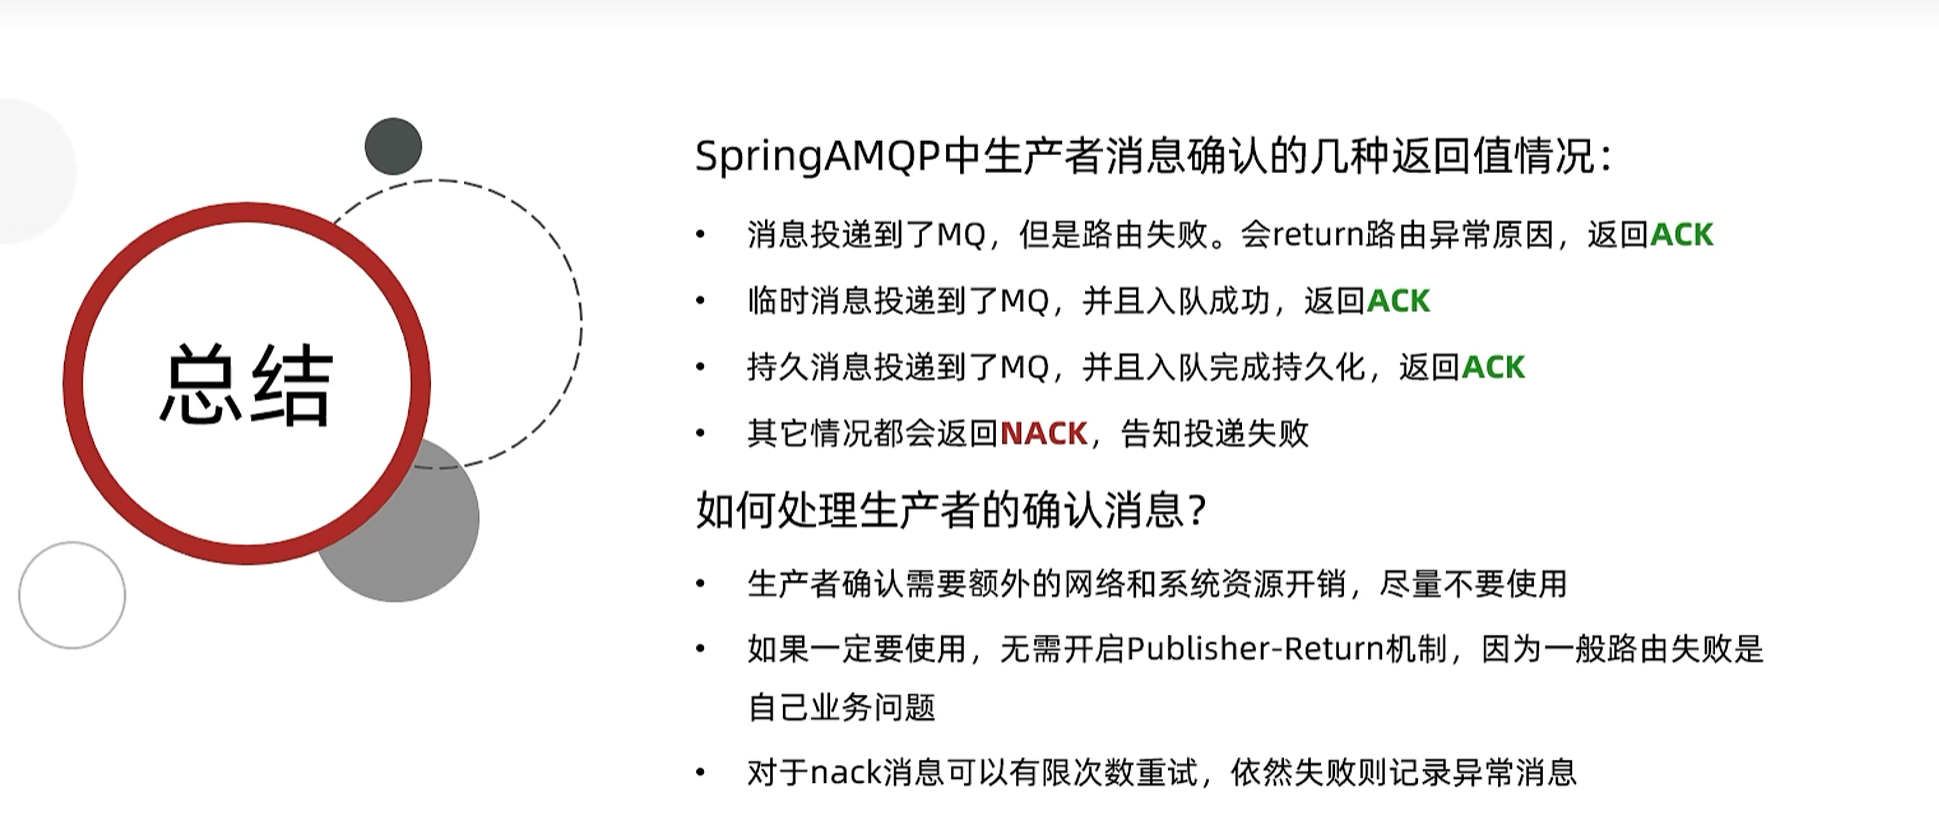 总结
SpringAMQP中生产者消息确认的几种返回值情况：
• 消息投递到了MQ，但是路由失败。会return路由异常原因，返回ACK
• 临时消息投递到了MQ，并且入队成功，返回ACK
• 持久消息投递到了MQ，并且入队完成持久化，返回ACK
• 其它情况都会返回NACK，告知投递失败
如何处理生产者的确认消息？
• 生产者确认需要额外的网络和系统资源开销，尽量不要使用
• 如果一定要使用，无需开启Publisher-Return机制，因为一般路由失败是
自己业务问题
• 对于nack消息可以有限次数重试，依然失败则记录异常消息